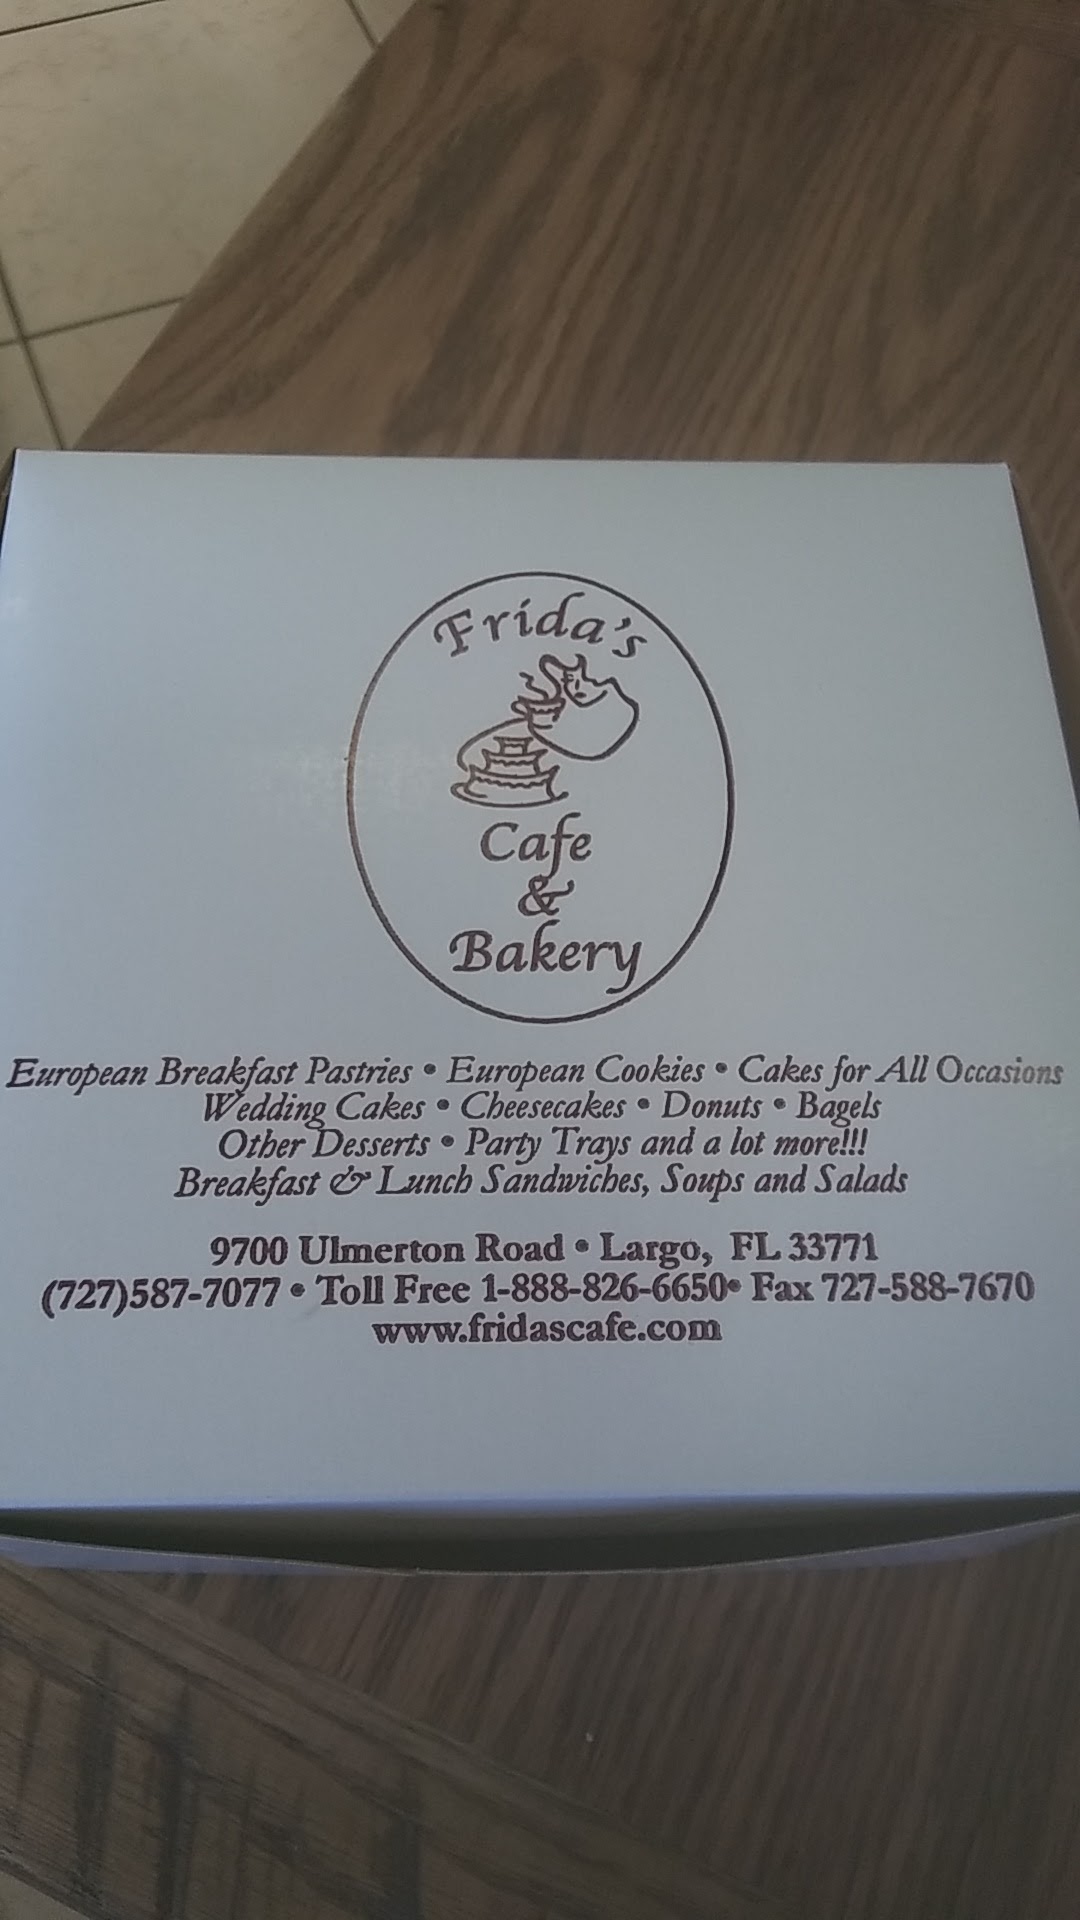 Frida's
Cafe
&
Bakery
European Breakfast Pastries • European Cookies • Cakes for All Occasions
Wedding Cakes • Cheesecakes • Donuts • Bagels
Other Desserts • Party Trays and a lot more!!!
Breakfast & Lunch Sandwiches, Soups and Salads
9700 Ulmerton Road • Largo, FL 33771
(727)587-7077 • Toll Free 1-888-826-6650• Fax 727-588-7670
www.fridascafe.com